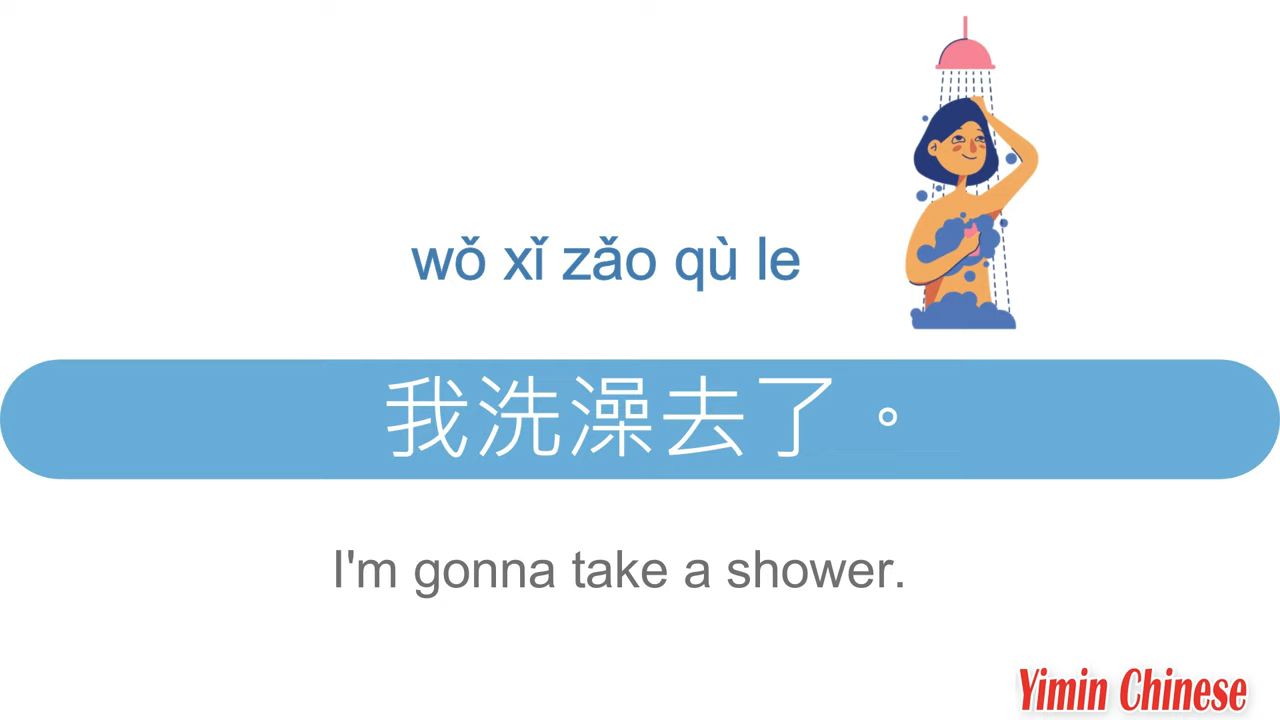 wǒ xǐ zǎo qù le
我洗澡去了。
I'm gonna take a shower.
Yimin Chinese